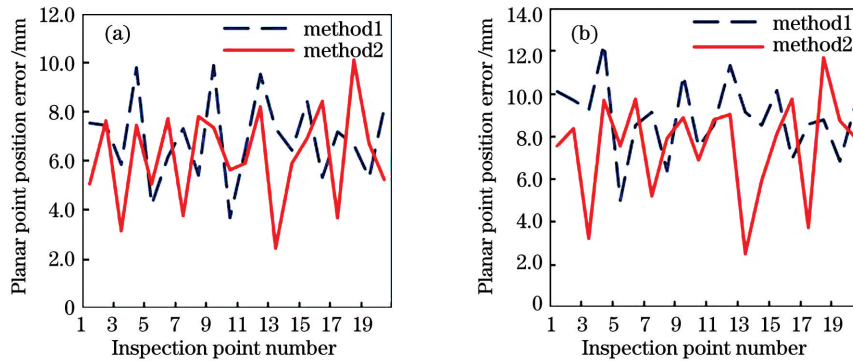 (a)
method1
method2
12.0
10.0
8.0
6.0
4.0
2.0
0
1 3 5 7 9 11 13 15 17 19
Planar point position error /mm
Inspection point number
(b)
method1
method2
14.0
12.0
10.0
8.0
6.0
4.0
2.0
0.0
1 3 5 7 9 11 13 15 17 19
Planar point position error /mm
Inspection point number